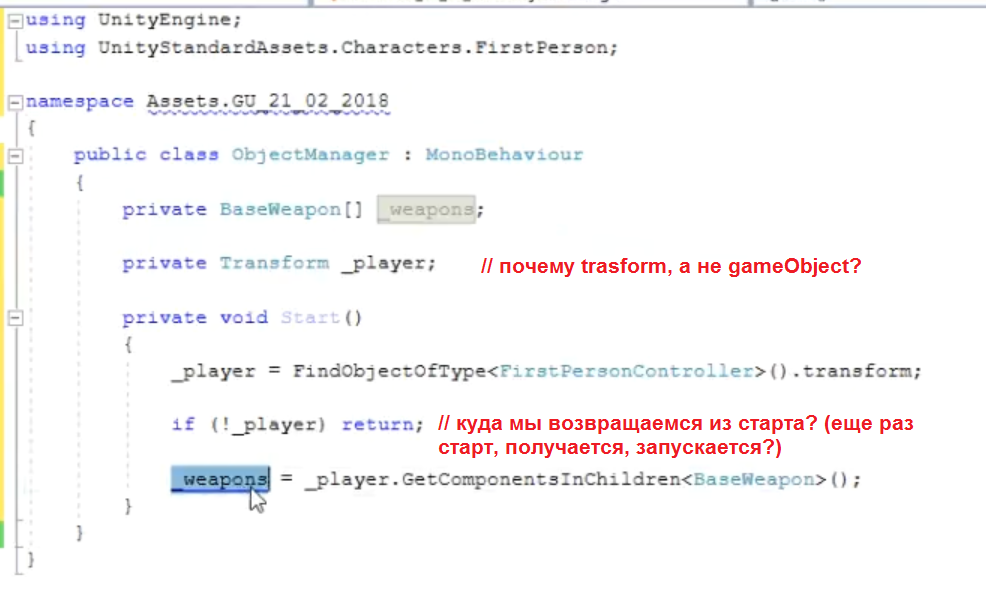 using UnityEngine;
using UnityStandardAssets.Characters.FirstPerson;
namespace Assets.GU_21_02_2018
{
public class ObjectManager : MonoBehaviour
{
private BaseWeapon[] _weapons;
private Transform _player; // почему trasform, а не gameObject?
private void Start()
{
_player = FindObjectOfType<FirstPersonController>().transform;
if (!_player) return; // куда мы возвращаемся из старта? (еще раз
старт, получается, запускается?)
_weapons = _player.GetComponentsInChildren<BaseWeapon>();
}
}
}